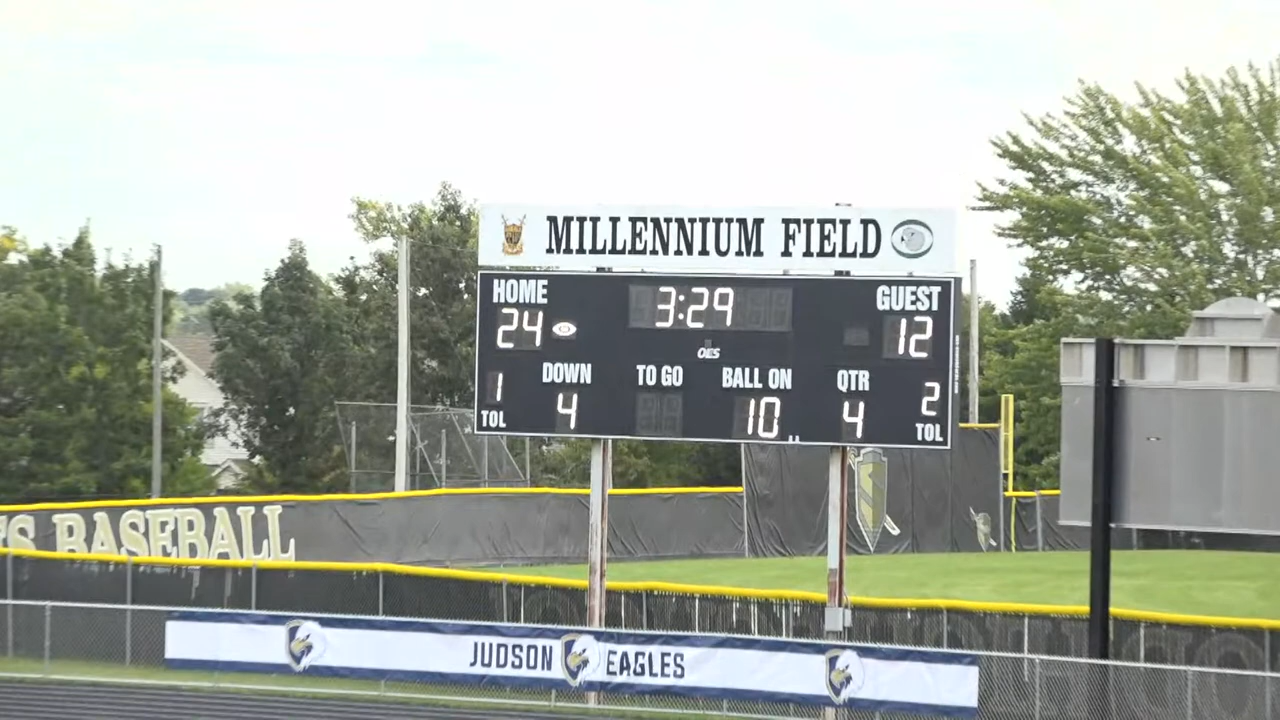 MILLENNIUM FIELD
HOME 3:29 GUEST
24 12
OES
DOWN TO GO BALL ON QTR
1 4 10 4 2
TOL TOL
'S BASEBALL
JUDSON EAGLES